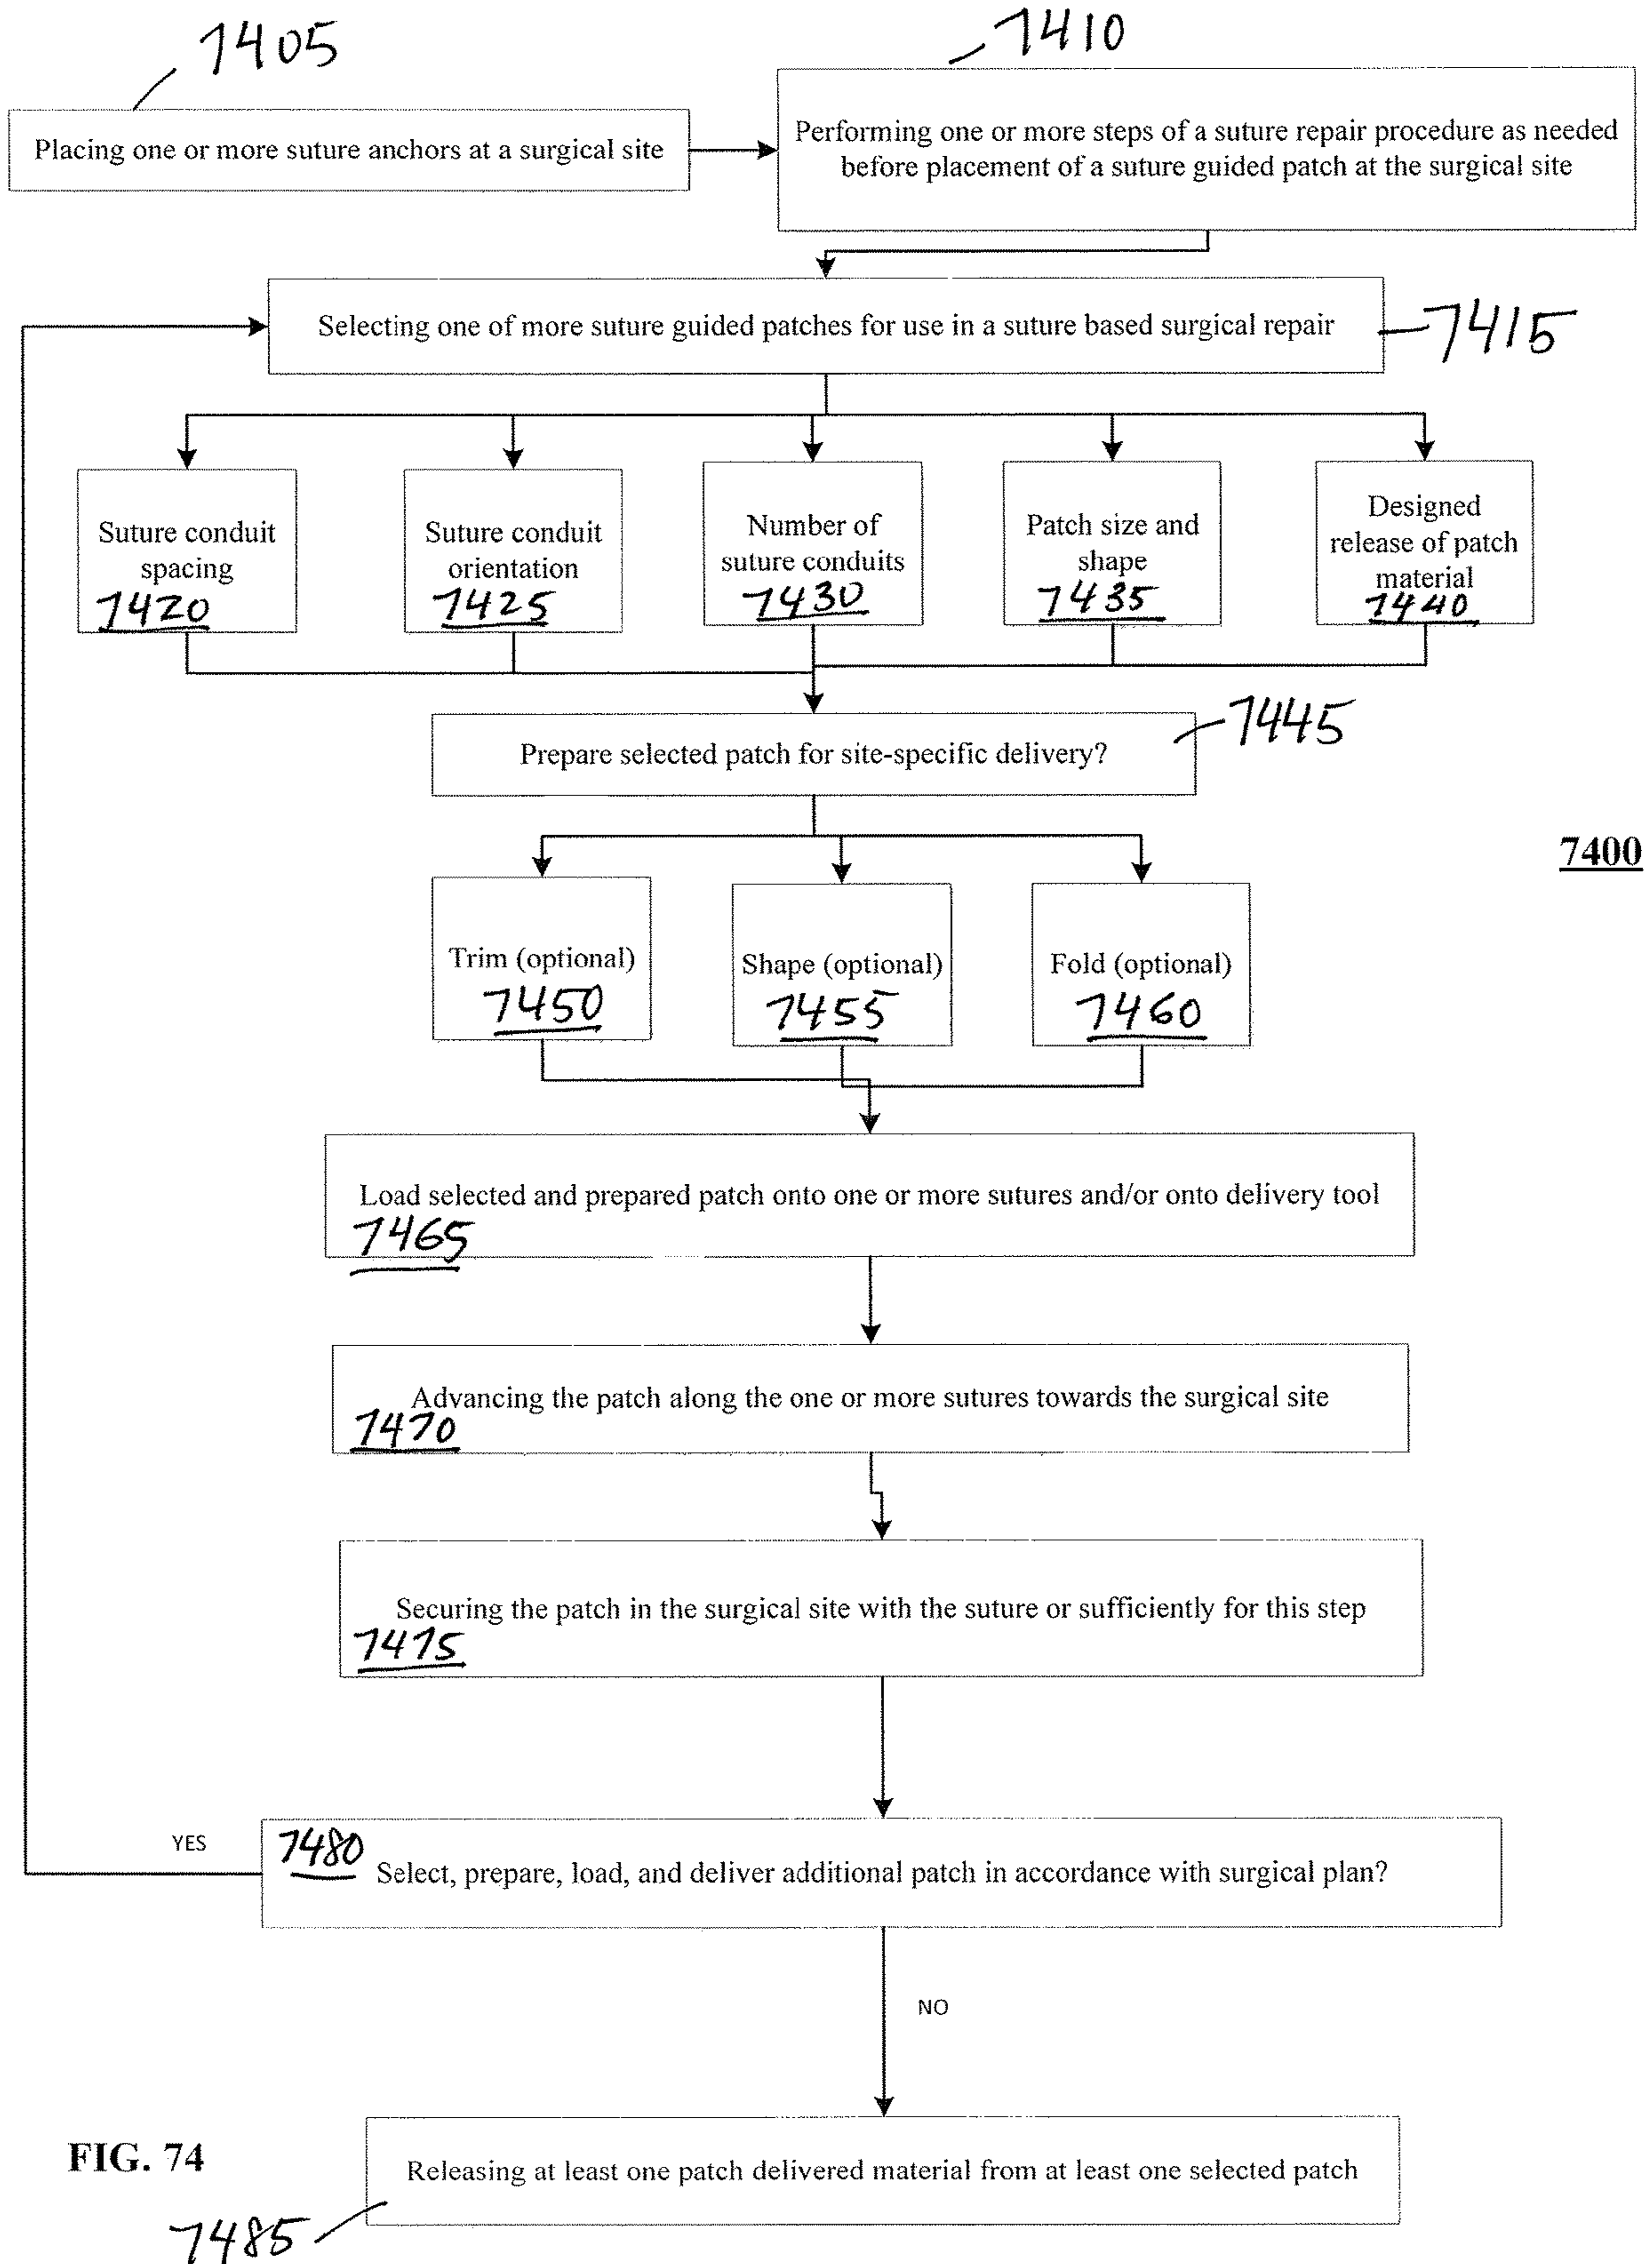 7405
7410
Placing one or more suture anchors at a surgical site
Performing one or more steps of a suture repair procedure as needed
before placement of a suture guided patch at the surgical site
Selecting one of more suture guided patches for use in a suture based surgical repair
7415
Suture conduit
spacing
7420
Suture conduit
orientation
7425
Number of
suture conduits
7430
Patch size and
shape
7435
Designed
release of patch
material
7440
Prepare selected patch for site-specific delivery?
7445
7400
Trim (optional)
7450
Shape (optional)
7455
Fold (optional)
7460
Load selected and prepared patch onto one or more sutures and/or onto delivery tool
7465
Advancing the patch along the one or more sutures towards the surgical site
7470
Securing the patch in the surgical site with the suture or sufficiently for this step
7475
YES
7480
Select, prepare, load, and deliver additional patch in accordance with surgical plan?
NO
FIG. 74
Releasing at least one patch delivered material from at least one selected patch
7485